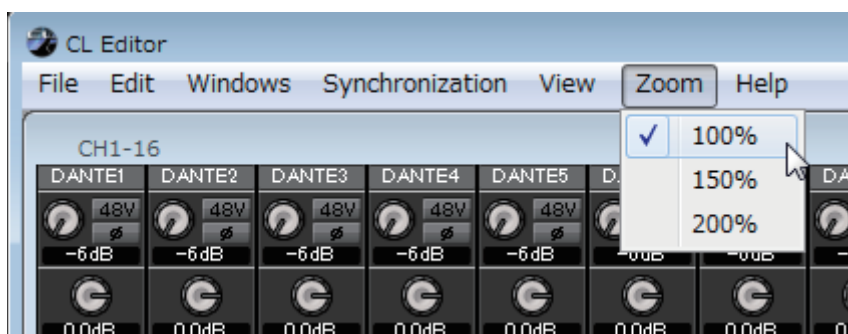 CL Editor
File Edit Windows Synchronization View Zoom Help
100%
150%
200%
CH1-16
DANTE1 DANTE2 DANTE3 DANTE4 DANTE5
48V 48V 48V 48V 48V
ø ø ø ø ø
-6dB -6dB -6dB -6dB -6dB
0.0dB 0.0dB 0.0dB 0.0dB 0.0dB 0.0dB 0.0dB